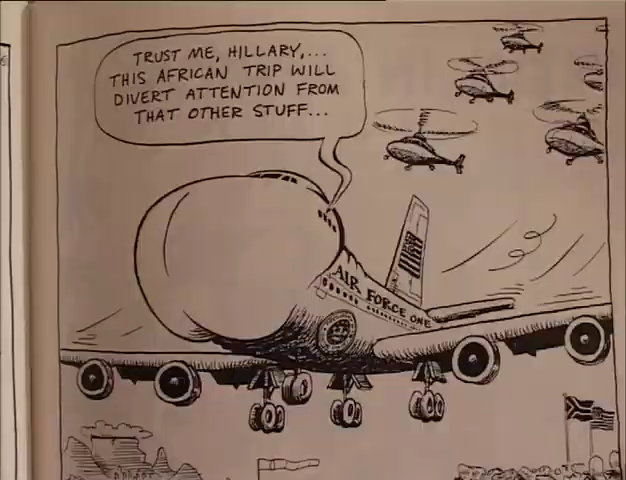 TRUST ME, HILLARY,...
THIS AFRICAN TRIP WILL
DIVERT ATTENTION FROM
THAT OTHER STUFF...
AIR FORCE ONE